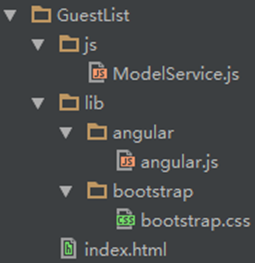 GuestList
js
ModelService.js
lib
angular
angular.js
bootstrap
bootstrap.css
index.html